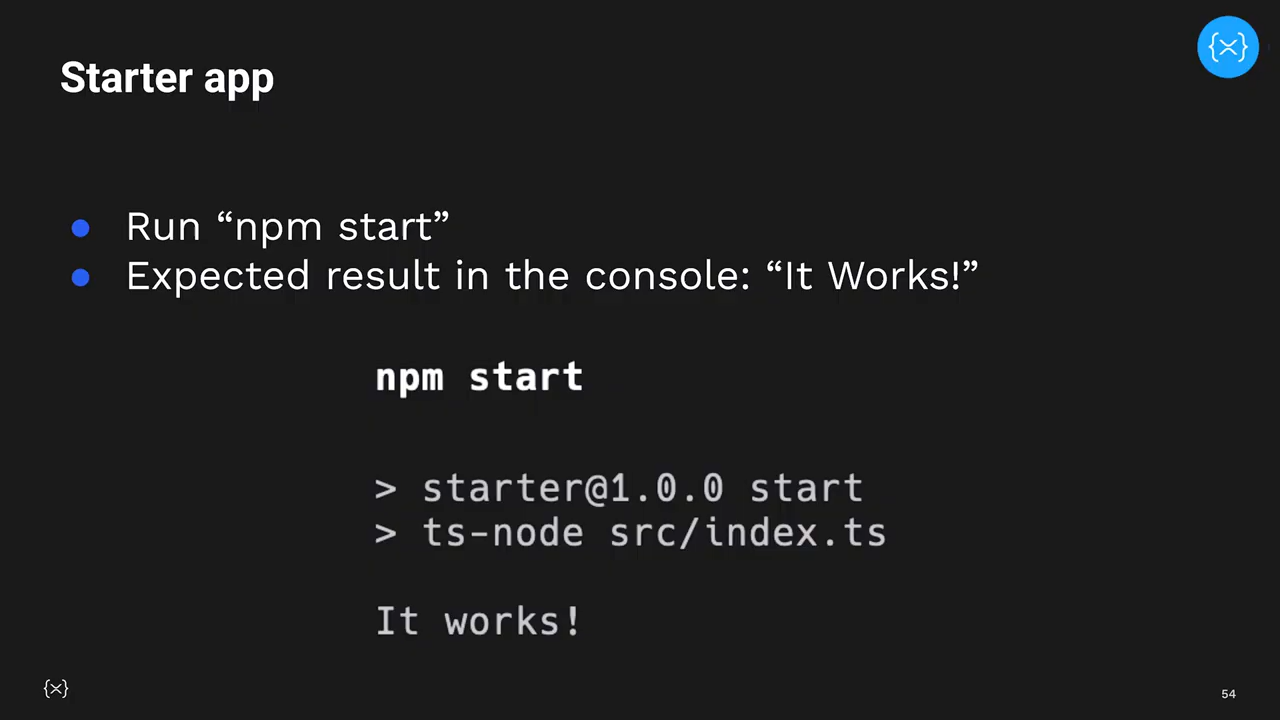 Starter app
● Run “npm start”
● Expected result in the console: “It Works!”
npm start
> starter@1.0.0 start
> ts-node src/index.ts
It works!
54